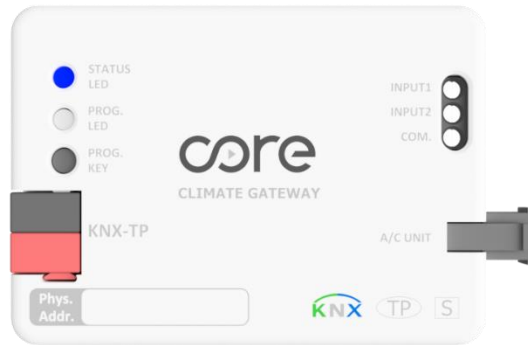 STATUS
LED
PROG.
LED
PROG.
KEY
INPUT1
INPUT2
COM.
core
CLIMATE GATEWAY
KNX-TP
A/C UNIT
Phys.
Addr.
KNX
TP
S